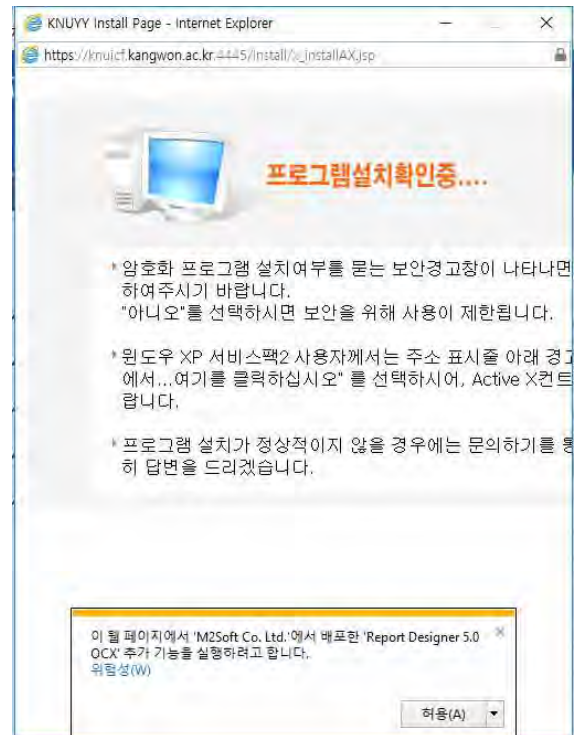 KNUYY Install Page - Internet Explorer
https://knuicf.kangwon.ac.kr:4445/install/x_installAX.jsp
프로그램설치확인중....
암호화 프로그램 설치여부를 묻는 보안경고창이 나타나면
하여주시기 바랍니다.
"아니오"를 선택하시면 보안을 위해 사용이 제한됩니다.
윈도우 XP 서비스팩2 사용자께서는 주소 표시줄 아래 경고
에서...여기를 클릭하십시오" 를 선택하시어, Active X컨트
랍니다.
프로그램 설치가 정상적이지 않을 경우에는 문의하기를 통
히 답변을 드리겠습니다.
이 웹 페이지에서 'M2Soft Co. Ltd.'에서 배포한 'Report Designer 5.0
OCX' 추가 기능을 실행하려고 합니다.
위험성(W)
허용(A)